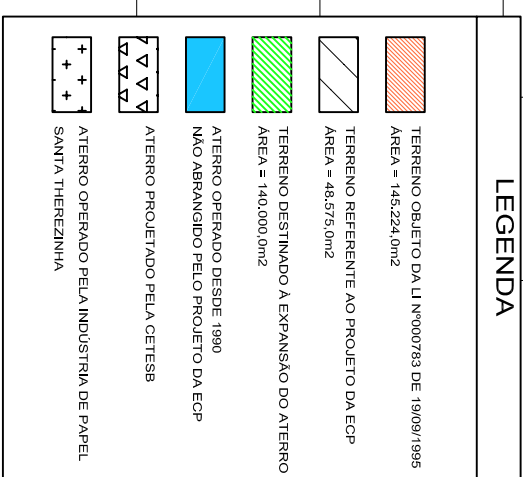 LEGENDA
TERRENO OBJETO DA LI Nº000783 DE 19/09/1995
ÁREA = 145.224,0m2
TERRENO REFERENTE AO PROJETO DA ECP
ÁREA = 48.575,0m2
TERRENO DESTINADO À EXPANSÃO DO ATERRO
ÁREA = 140.000,0m2
ATERRO OPERADO DESDE 1990
NÃO ABRANGIDO PELO PROJETO DA ECP
ATERRO PROJETADO PELA CETESB
ATERRO OPERADO PELA INDÚSTRIA DE PAPEL
SANTA THEREZINHA